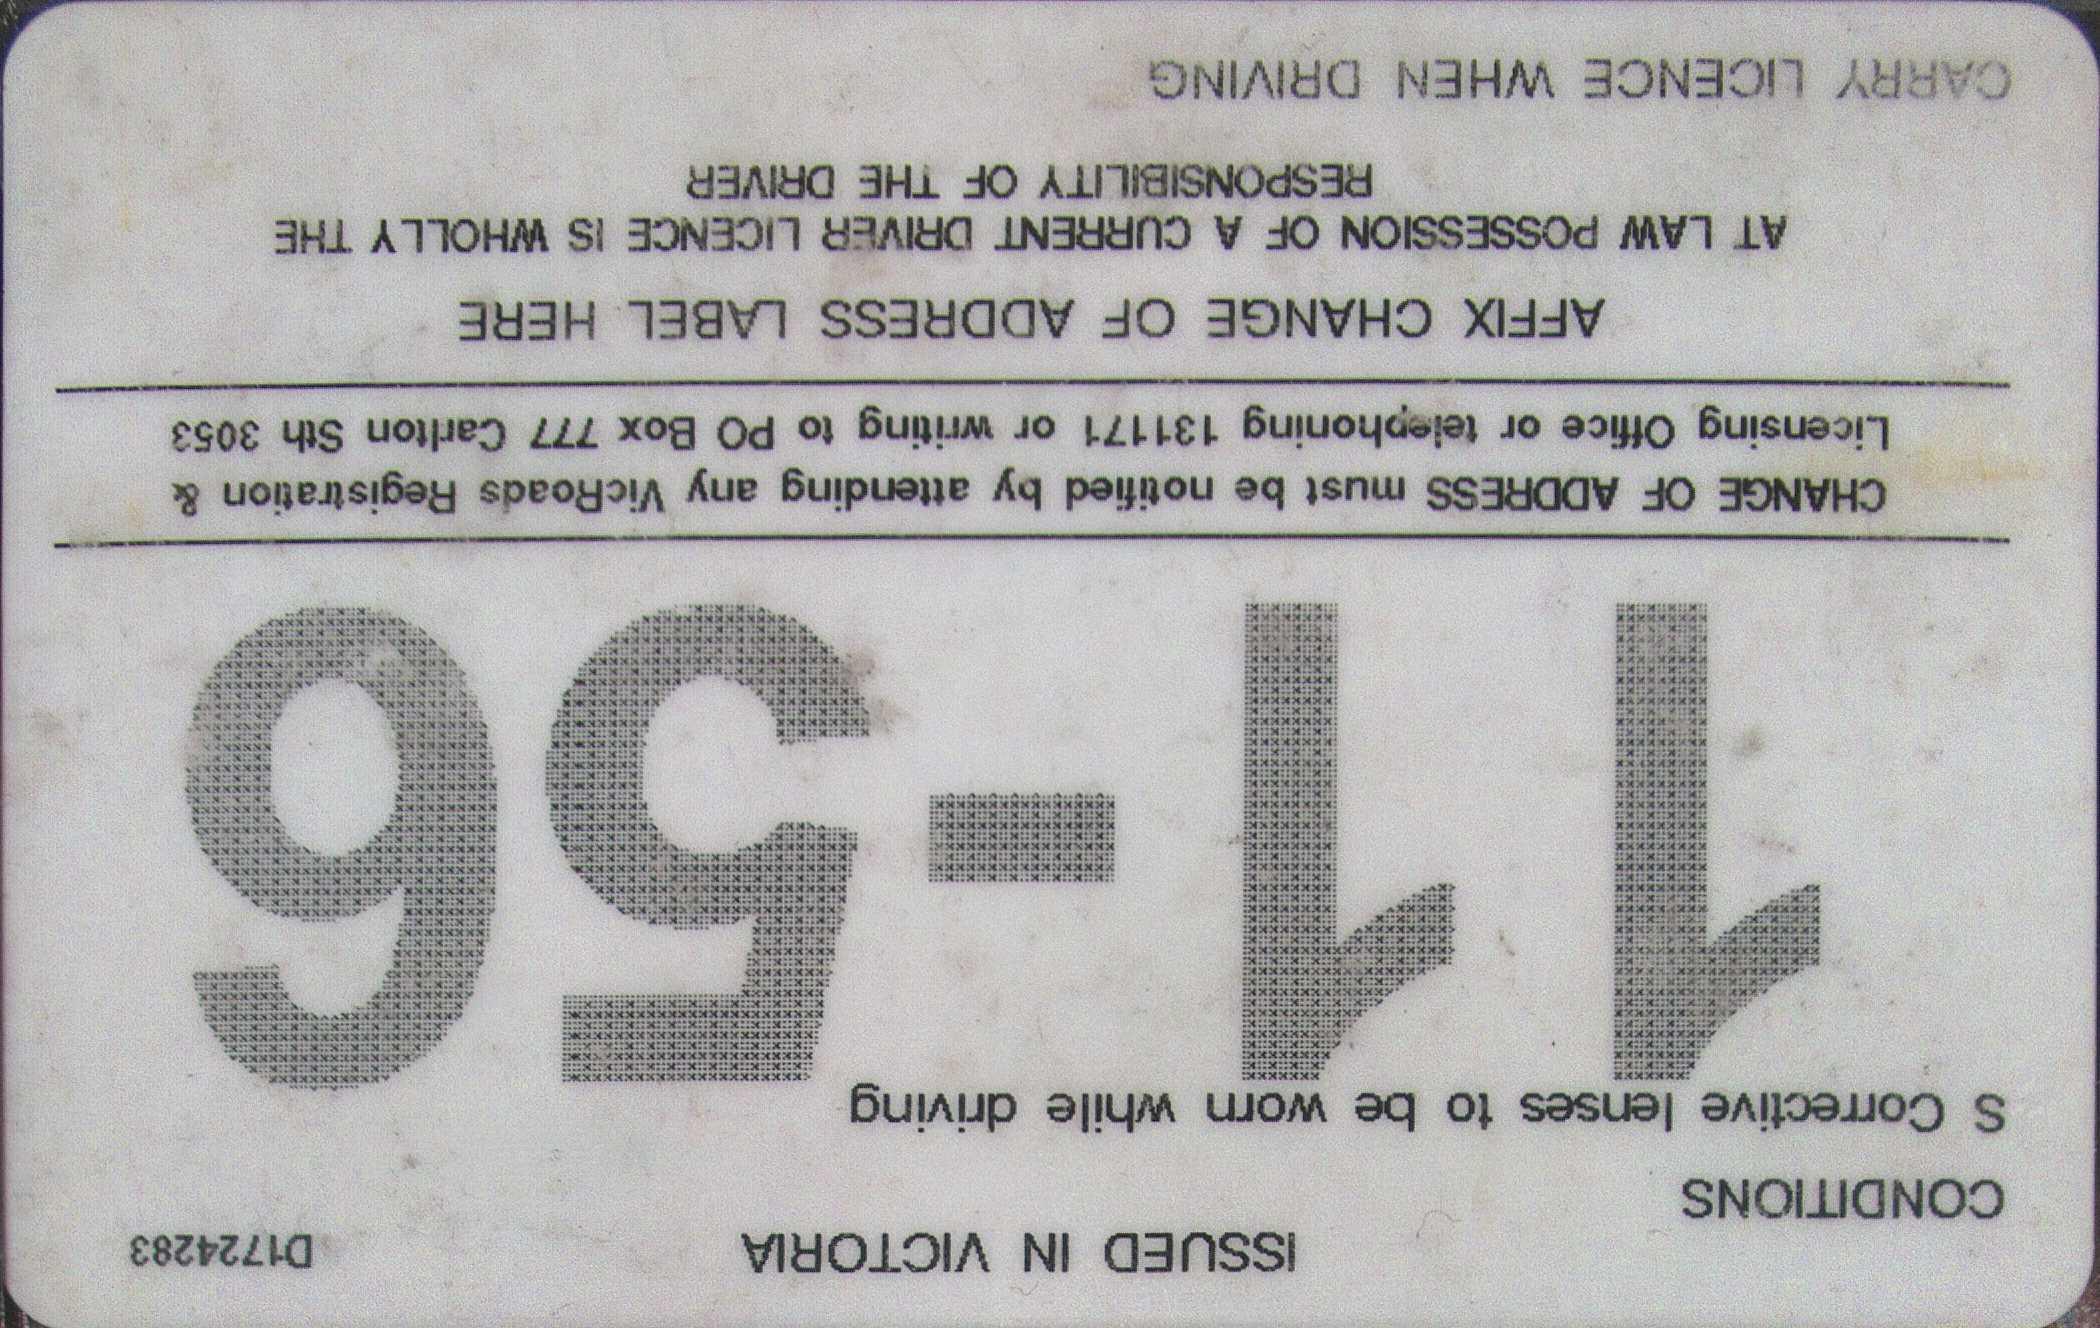 ISSUED IN VICTORIA
D1724283
CONDITIONS
S Corrective lenses to be worn while driving
11-56
CHANGE OF ADDRESS must be notified by attending any VicRoads Registration &
Licensing Office or telephoning 131171 or writing to PO Box 777 Carlton Sth 3053
AFFIX CHANGE OF ADDRESS LABEL HERE
AT LAW POSSESSION OF A CURRENT DRIVER LICENCE IS WHOLLY THE
RESPONSIBILITY OF THE DRIVER
CARRY LICENCE WHEN DRIVING